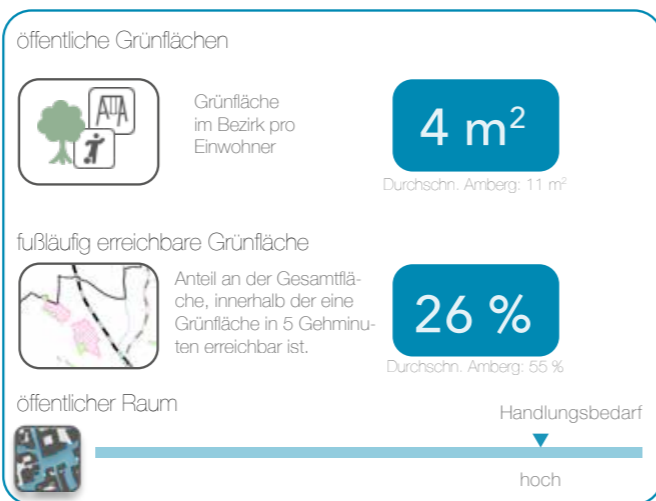 öffentliche Grünflächen
Grünfläche
im Bezirk pro
Einwohner
4 m²
Durchschn. Amberg: 11 m²
fußläufig erreichbare Grünfläche
Anteil an der Gesamtflä-
che, innerhalb der eine
Grünfläche in 5 Gehminu-
ten erreichbar ist.
26 %
Durchschn. Amberg: 55 %
öffentlicher Raum
Handlungsbedarf
hoch